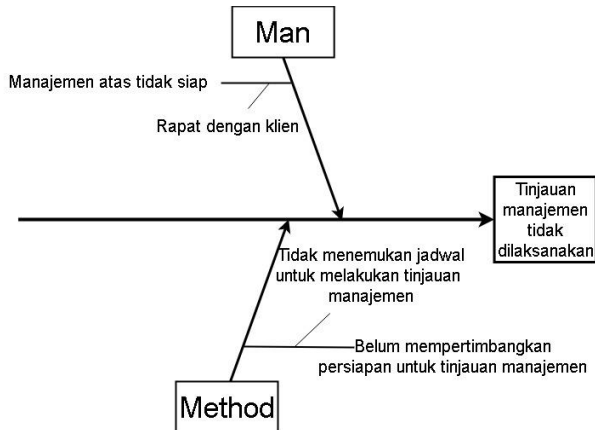 Man
Manajemen atas tidak siap
Rapat dengan klien
Tinjauan
manajemen
tidak
dilaksanakan
Tidak menemukan jadwal
untuk melakukan tinjauan
manajemen
Belum mempertimbangkan
persiapan untuk tinjauan manajemen
Method